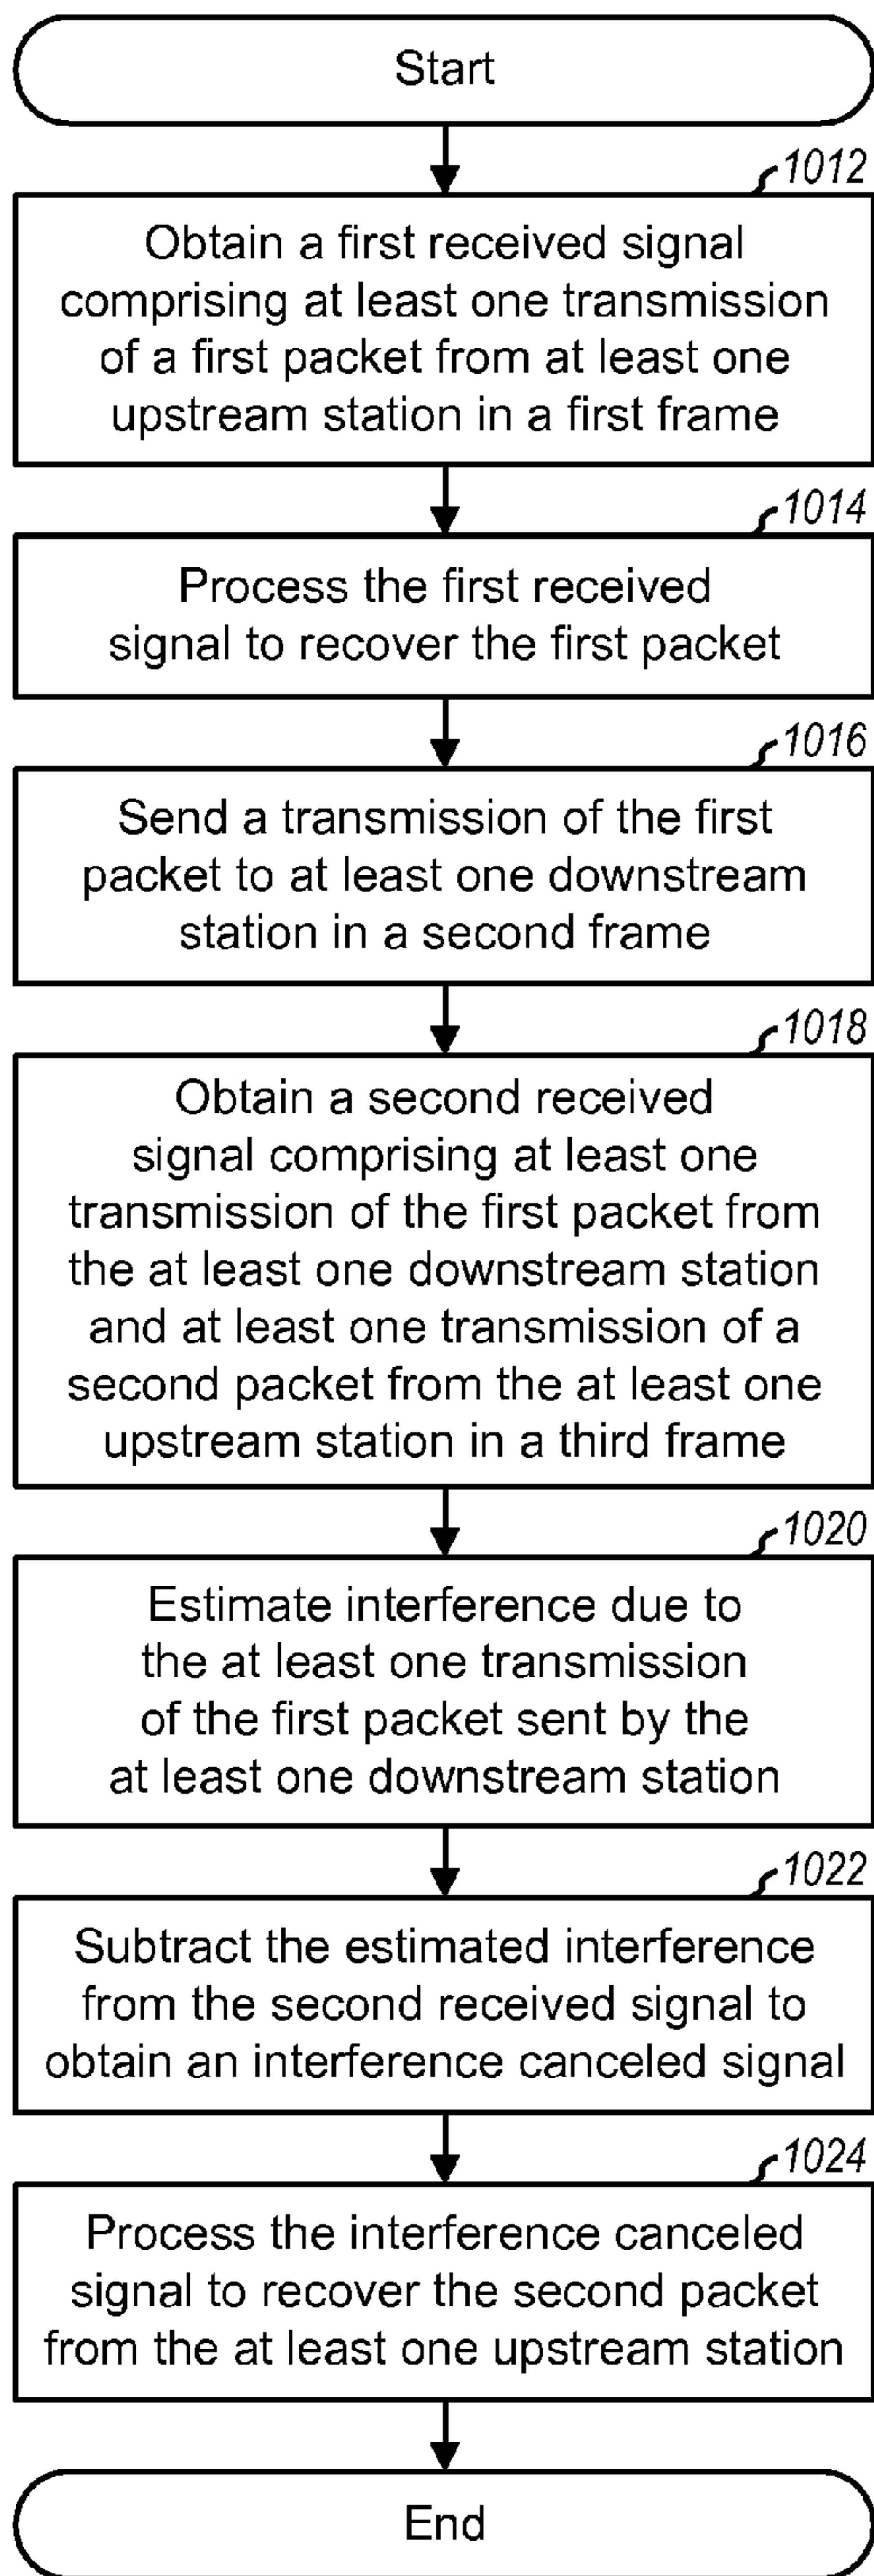 Start
1012
Obtain a first received signal
comprising at least one transmission
of a first packet from at least one
upstream station in a first frame
1014
Process the first received
signal to recover the first packet
1016
Send a transmission of the first
packet to at least one downstream
station in a second frame
1018
Obtain a second received
signal comprising at least one
transmission of the first packet from
the at least one downstream station
and at least one transmission of a
second packet from the at least one
upstream station in a third frame
1020
Estimate interference due to
the at least one transmission
of the first packet sent by the
at least one downstream station
1022
Subtract the estimated interference
from the second received signal to
obtain an interference canceled signal
1024
Process the interference canceled
signal to recover the second packet
from the at least one upstream station
End